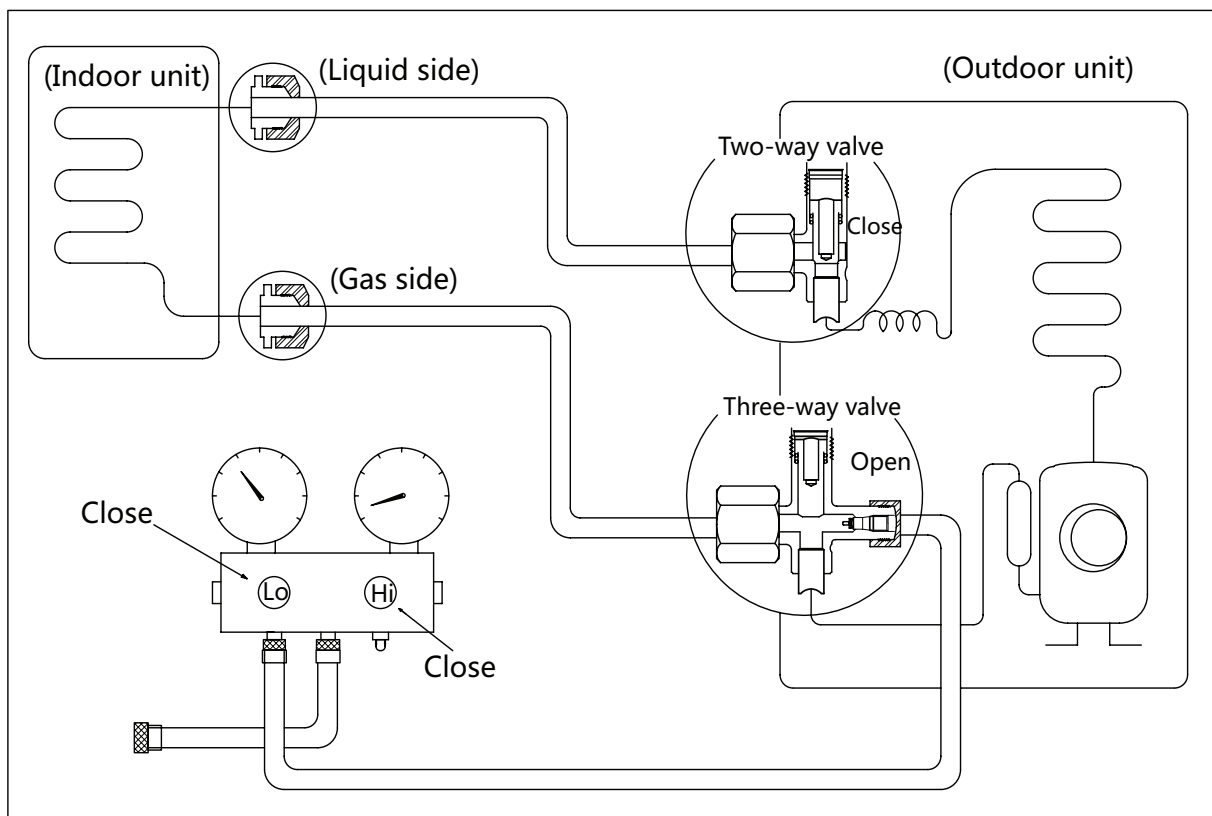 (Indoor unit)
(Liquid side)
(Outdoor unit)
Two-way valve
Close
(Gas side)
Three-way valve
Open
Close
Lo
Hi
Close